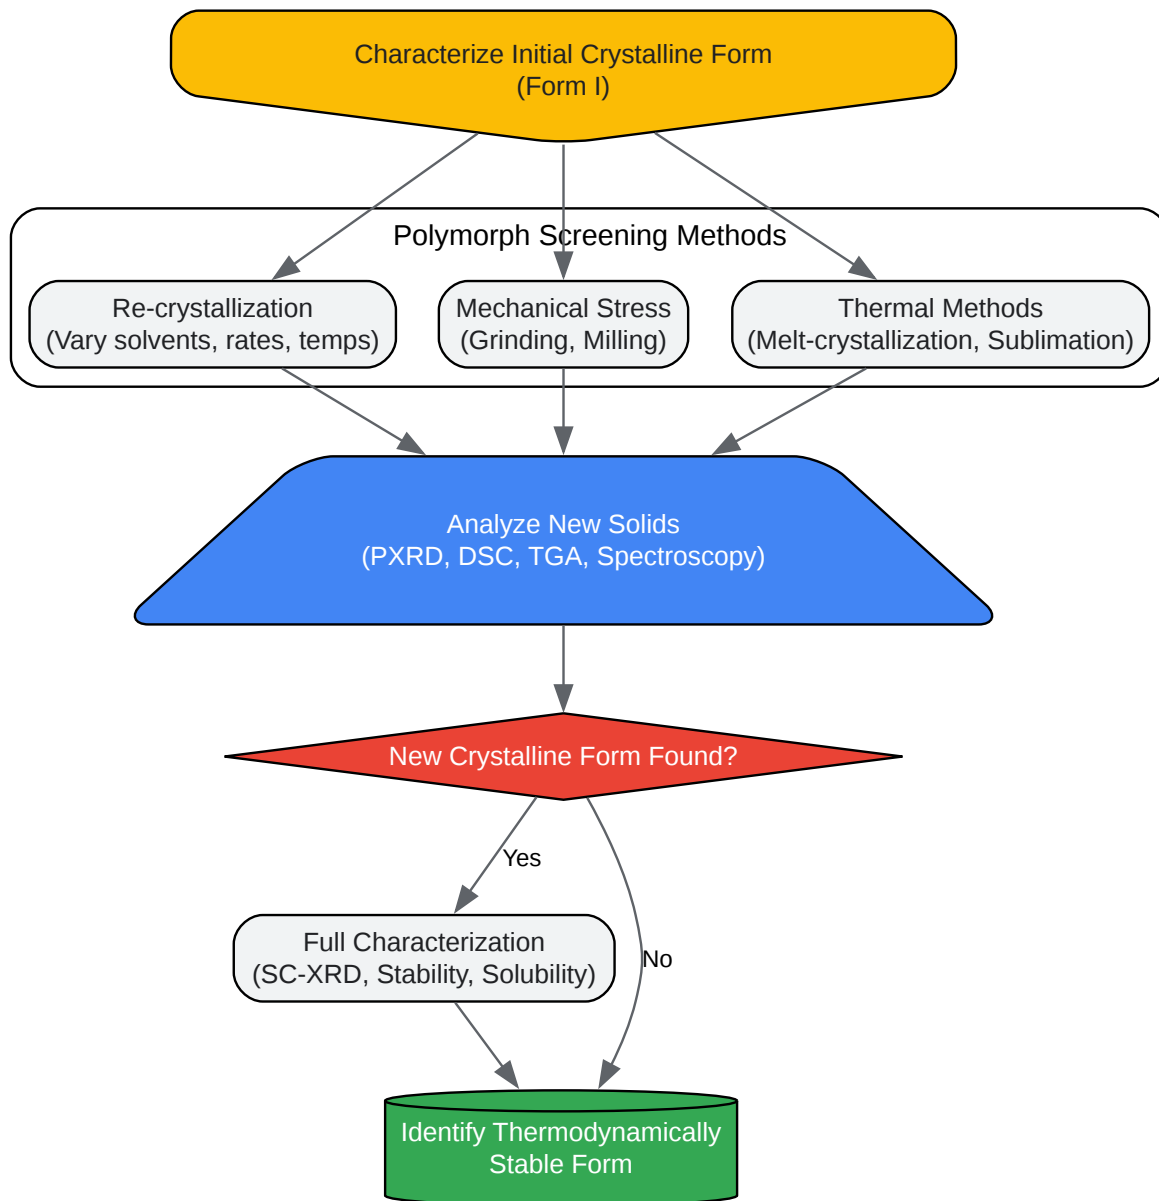 Characterize Initial Crystalline Form
(Form I)
Polymorph Screening Methods
Re-crystallization
(Vary solvents, rates, temps)
Mechanical Stress
(Grinding, Milling)
Thermal Methods
(Melt-crystallization, Sublimation)
Analyze New Solids
(PXRD, DSC, TGA, Spectroscopy)
New Crystalline Form Found?
Yes
No
Full Characterization
(SC-XRD, Stability, Solubility)
Identify Thermodynamically
Stable Form